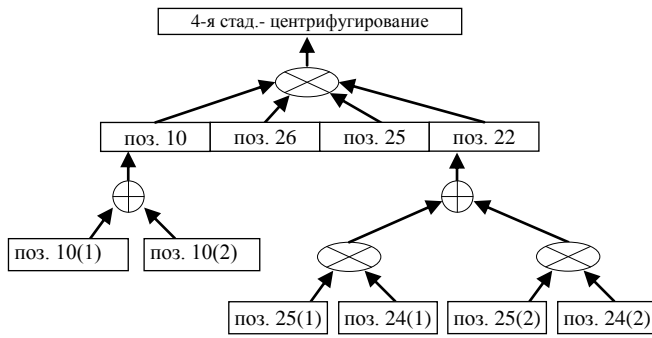 4-я стад.- центрифугирование
поз. 10 поз. 26 поз. 25 поз. 22
поз. 10(1) поз. 10(2)
поз. 25(1) поз. 24(1) поз. 25(2) поз. 24(2)